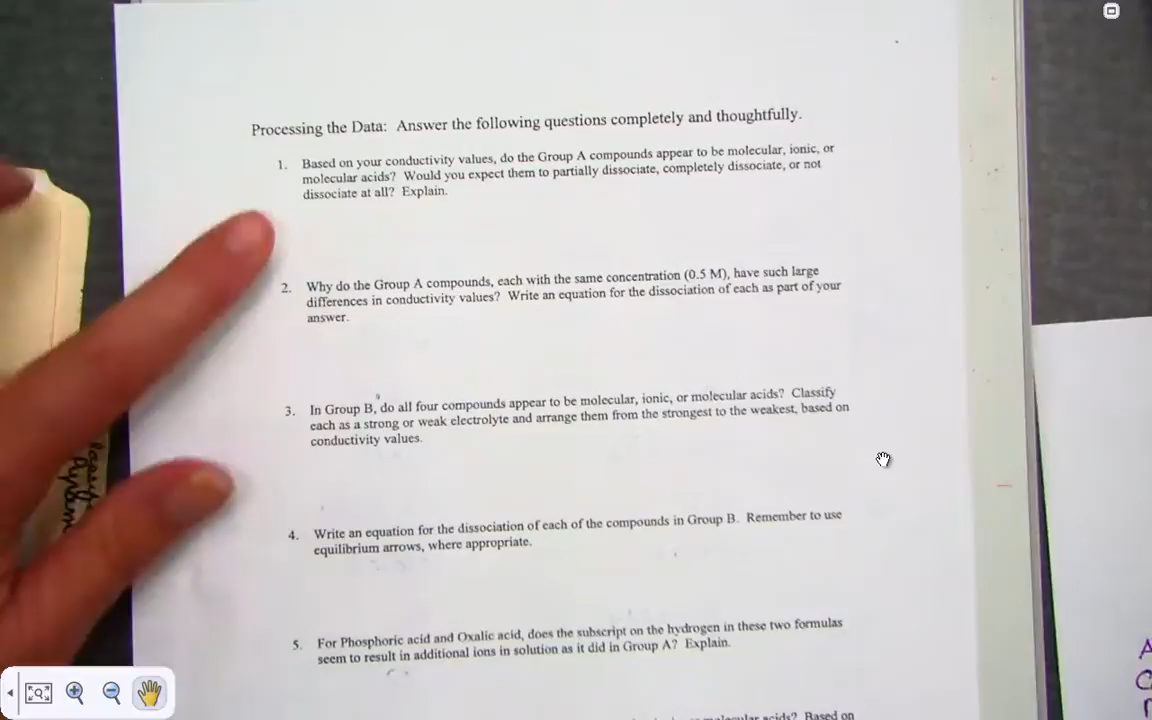 Processing the Data: Answer the following questions completely and thoughtfully.
1. Based on your conductivity values, do the Group A compounds appear to be molecular, ionic, or
molecular acids? Would you expect them to partially dissociate, completely dissociate, or not
dissociate at all? Explain.
2. Why do the Group A compounds, each with the same concentration (0.5 M), have such large
differences in conductivity values? Write an equation for the dissociation of each as part of your
answer.
3. In Group B, do all four compounds appear to be molecular, ionic, or molecular acids? Classify
each as a strong or weak electrolyte and arrange them from the strongest to the weakest, based on
conductivity values.
4. Write an equation for the dissociation of each of the compounds in Group B. Remember to use
equilibrium arrows, where appropriate.
5. For Phosphoric acid and Oxalic acid, does the subscript on the hydrogen in these two formulas
seem to result in additional ions in solution as it did in Group A? Explain.
molecular acids? Based on
A
C